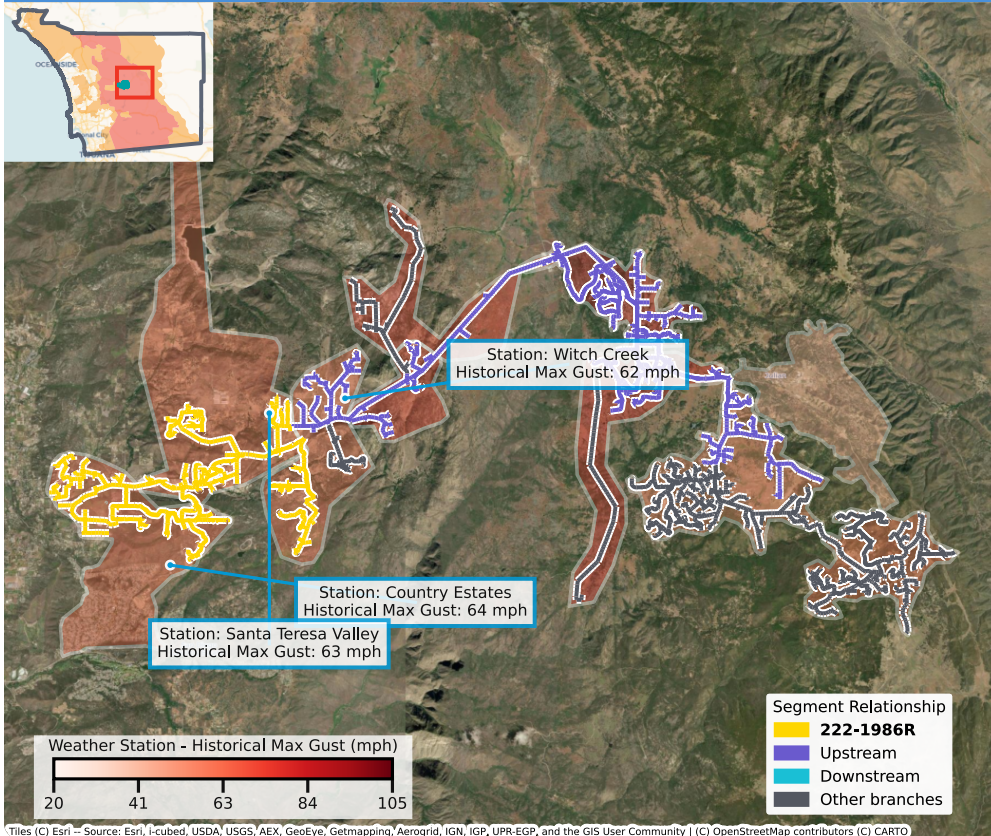 OCEANSIDE
Station: Witch Creek
Historical Max Gust: 62 mph
Station: Country Estates
Historical Max Gust: 64 mph
Station: Santa Teresa Valley
Historical Max Gust: 63 mph
Segment Relationship
222-1986R
Upstream
Downstream
Other branches
Weather Station - Historical Max Gust (mph)
20 41 63 84 105
Tiles (C) Esri -- Source: Esri, i-cubed, USDA, USGS, AEX, GeoEye, Getmapping, Aerogrid, IGN, IGP, UPR-EGP, and the GIS User Community | (C) OpenStreetMap contributors (C) CARTO